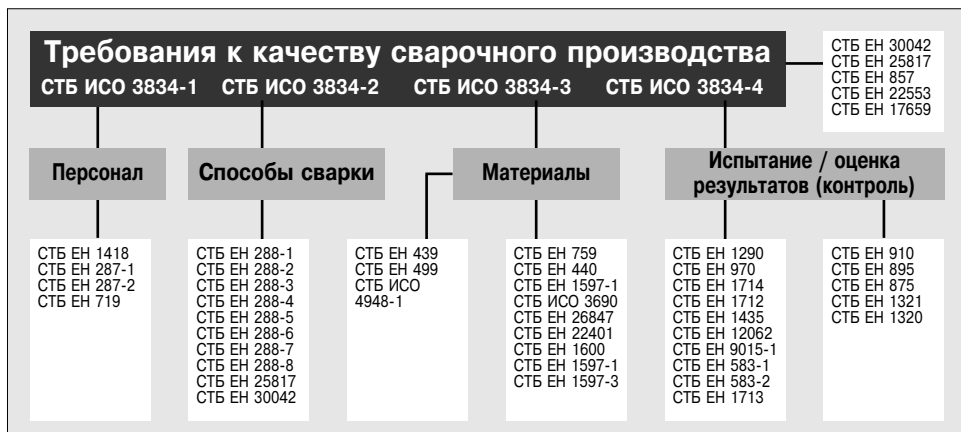 Требования к качеству сварочного производства
СТБ ИСО 3834-1 СТБ ИСО 3834-2 СТБ ИСО 3834-3 СТБ ИСО 3834-4
СТБ ЕН 30042
СТБ ЕН 25817
СТБ ЕН 857
СТБ ЕН 22553
СТБ ЕН 17659
Персонал
Способы сварки
Материалы
Испытание / оценка
результатов (контроль)
СТБ ЕН 1418
СТБ ЕН 287-1
СТБ ЕН 287-2
СТБ ЕН 719
СТБ ЕН 288-1
СТБ ЕН 288-2
СТБ ЕН 288-3
СТБ ЕН 288-4
СТБ ЕН 288-5
СТБ ЕН 288-6
СТБ ЕН 288-7
СТБ ЕН 288-8
СТБ ЕН 25817
СТБ ЕН 30042
СТБ ЕН 439
СТБ ЕН 499
СТБ ИСО
4948-1
СТБ ЕН 759
СТБ ЕН 440
СТБ ЕН 1597-1
СТБ ИСО 3690
СТБ ЕН 26847
СТБ ЕН 22401
СТБ ЕН 1600
СТБ ЕН 1597-1
СТБ ЕН 1597-3
СТБ ЕН 1290
СТБ ЕН 970
СТБ ЕН 1714
СТБ ЕН 1712
СТБ ЕН 1435
СТБ ЕН 12062
СТБ ЕН 9015-1
СТБ ЕН 583-1
СТБ ЕН 583-2
СТБ ЕН 1713
СТБ ЕН 910
СТБ ЕН 895
СТБ ЕН 875
СТБ ЕН 1321
СТБ ЕН 1320